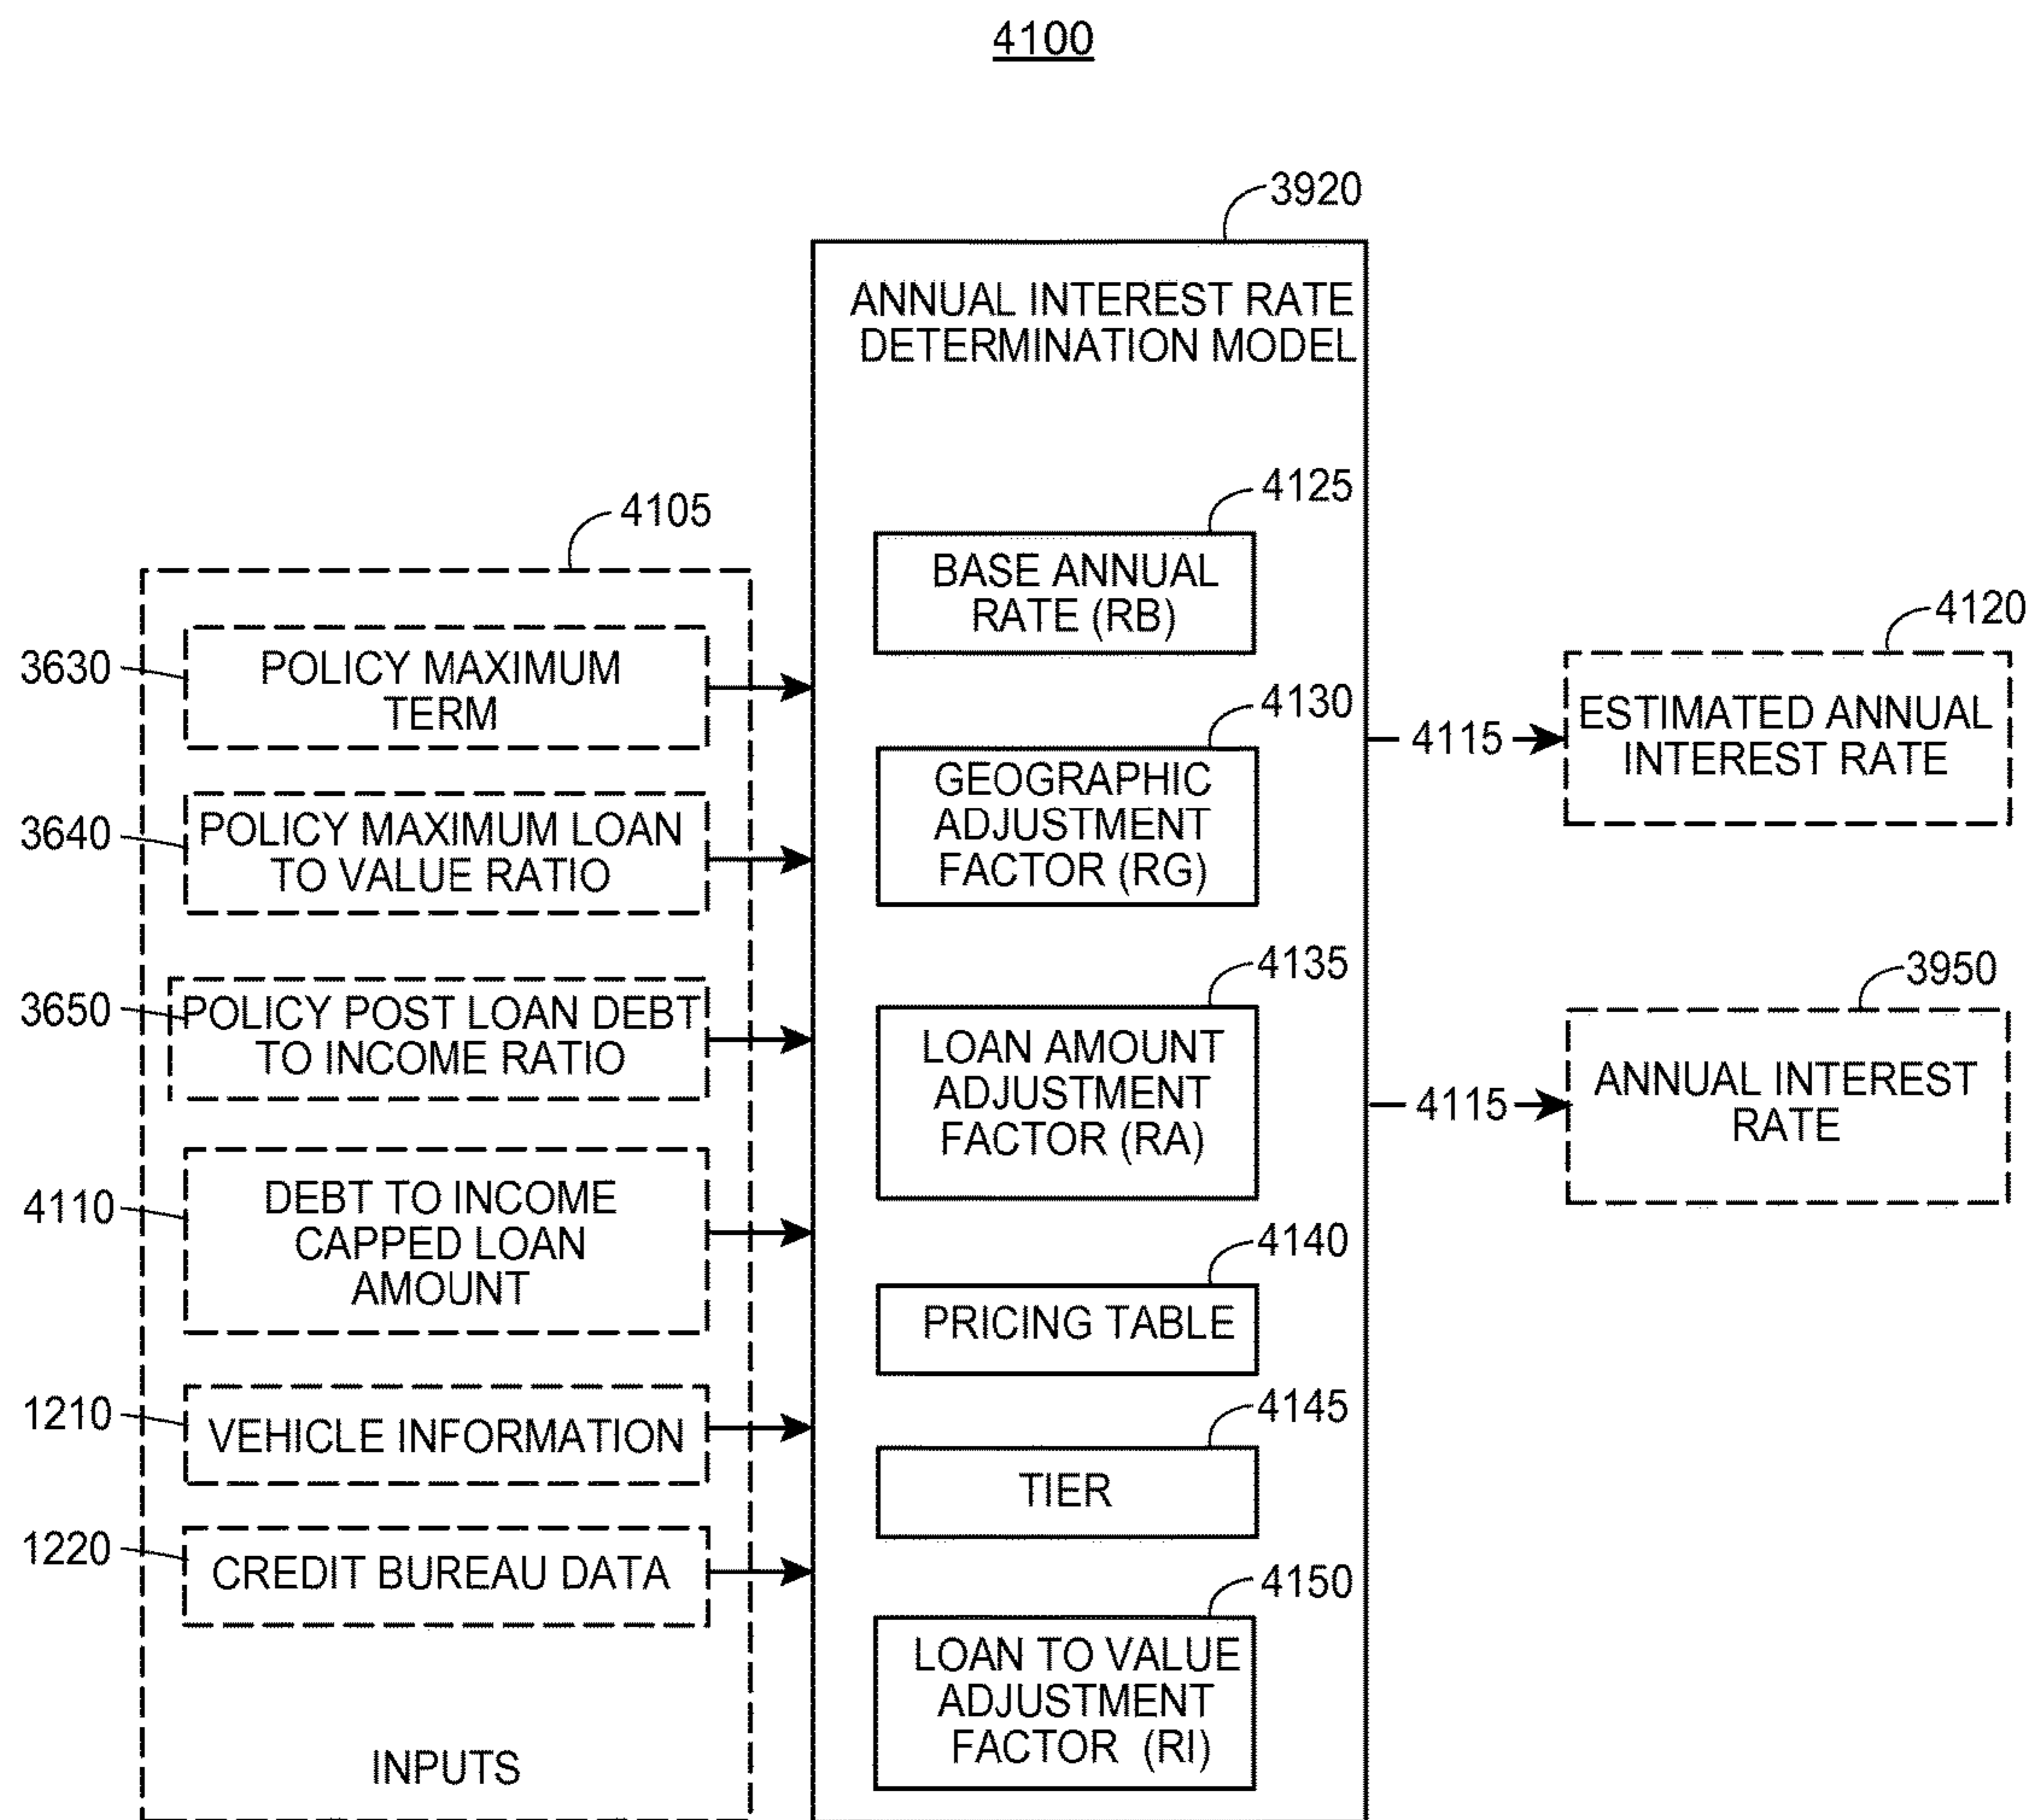 4100
3920
ANNUAL INTEREST RATE
DETERMINATION MODEL
4105
INPUTS
3630
POLICY MAXIMUM
TERM
3640
POLICY MAXIMUM LOAN
TO VALUE RATIO
3650
POLICY POST LOAN DEBT
TO INCOME RATIO
4110
DEBT TO INCOME
CAPPED LOAN
AMOUNT
1210
VEHICLE INFORMATION
1220
CREDIT BUREAU DATA
4125
BASE ANNUAL
RATE (RB)
4130
GEOGRAPHIC
ADJUSTMENT
FACTOR (RG)
4135
LOAN AMOUNT
ADJUSTMENT
FACTOR (RA)
4140
PRICING TABLE
4145
TIER
4150
LOAN TO VALUE
ADJUSTMENT
FACTOR (RI)
4115
4120
ESTIMATED ANNUAL
INTEREST RATE
4115
3950
ANNUAL INTEREST
RATE